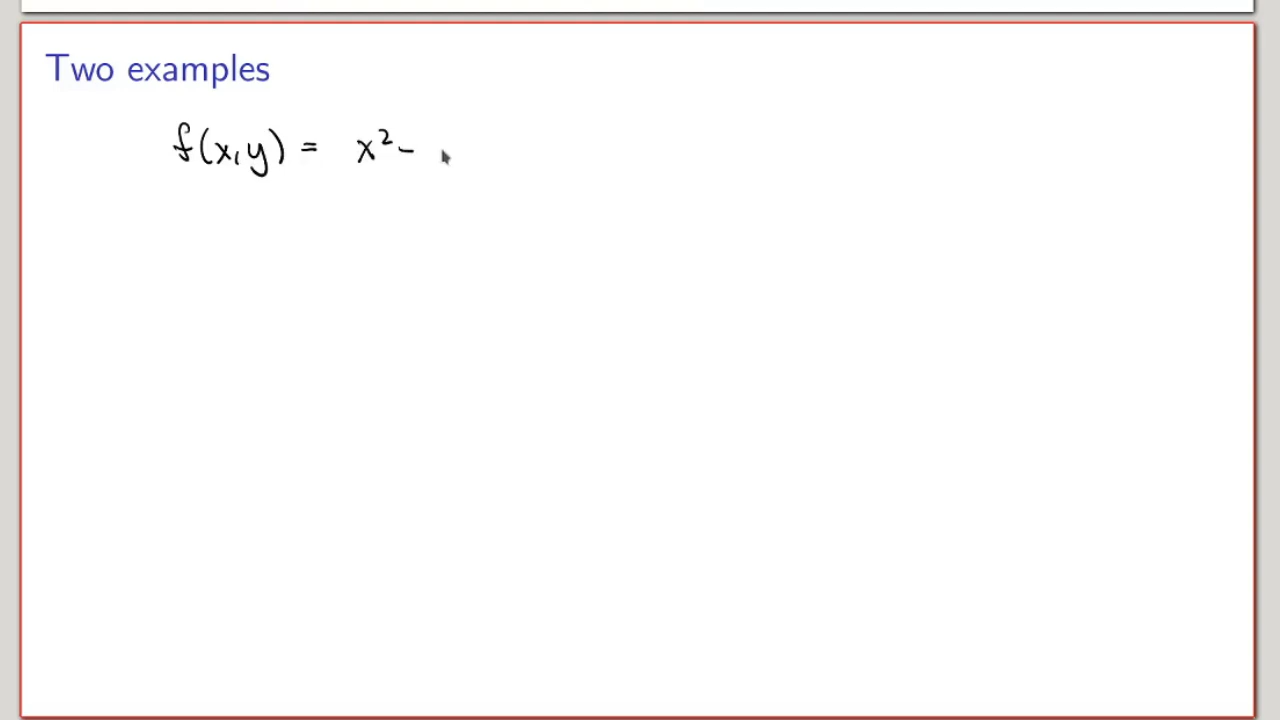 Two examples
f(x,y) = x² -